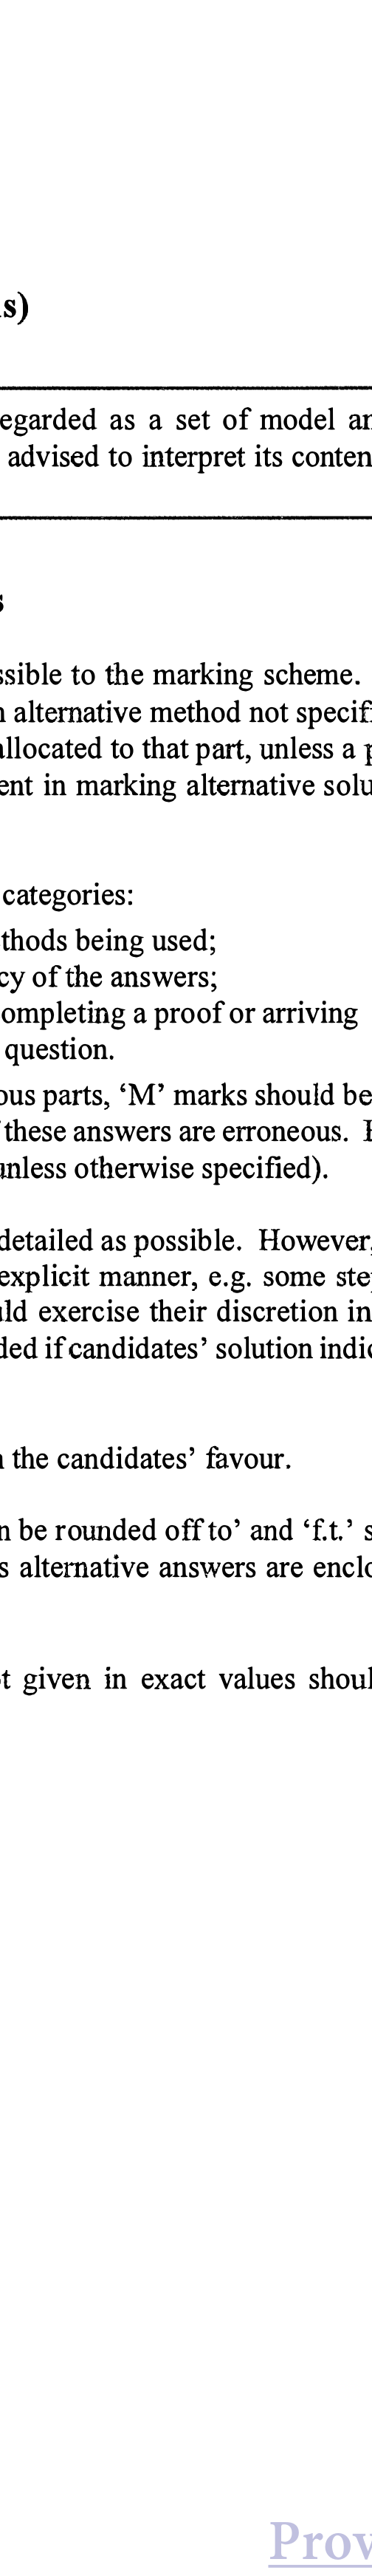 s)
egarded as a set of model an
advised to interpret its conten
s
ssible to the marking scheme.
n alternative method not specifi
allocated to that part, unless a p
ent in marking alternative solu
categories:
thods being used;
cy of the answers;
ompleting a proof or arriving
question.
ous parts, ‘M’ marks should be
these answers are erroneous.
unless otherwise specified).
detailed as possible. However,
explicit manner, e.g. some step
uld exercise their discretion in
ded if candidates’ solution indic
n the candidates’ favour.
n be rounded off to’ and ‘f.t.’ s
s alternative answers are enclo
t given in exact values shoul
Prov